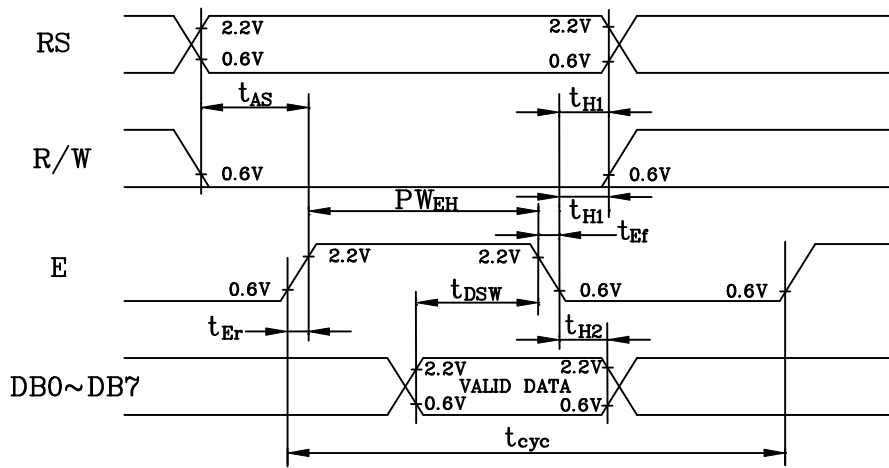 RS
2.2V
2.2V
0.6V
0.6V
tAS
tH1
R/W
0.6V
0.6V
PWEH
tH1
tEf
E
2.2V
2.2V
0.6V
0.6V
0.6V
tDSW
tEr
tH2
DB0~DB7
2.2V
VALID DATA
2.2V
0.6V
0.6V
tcyc